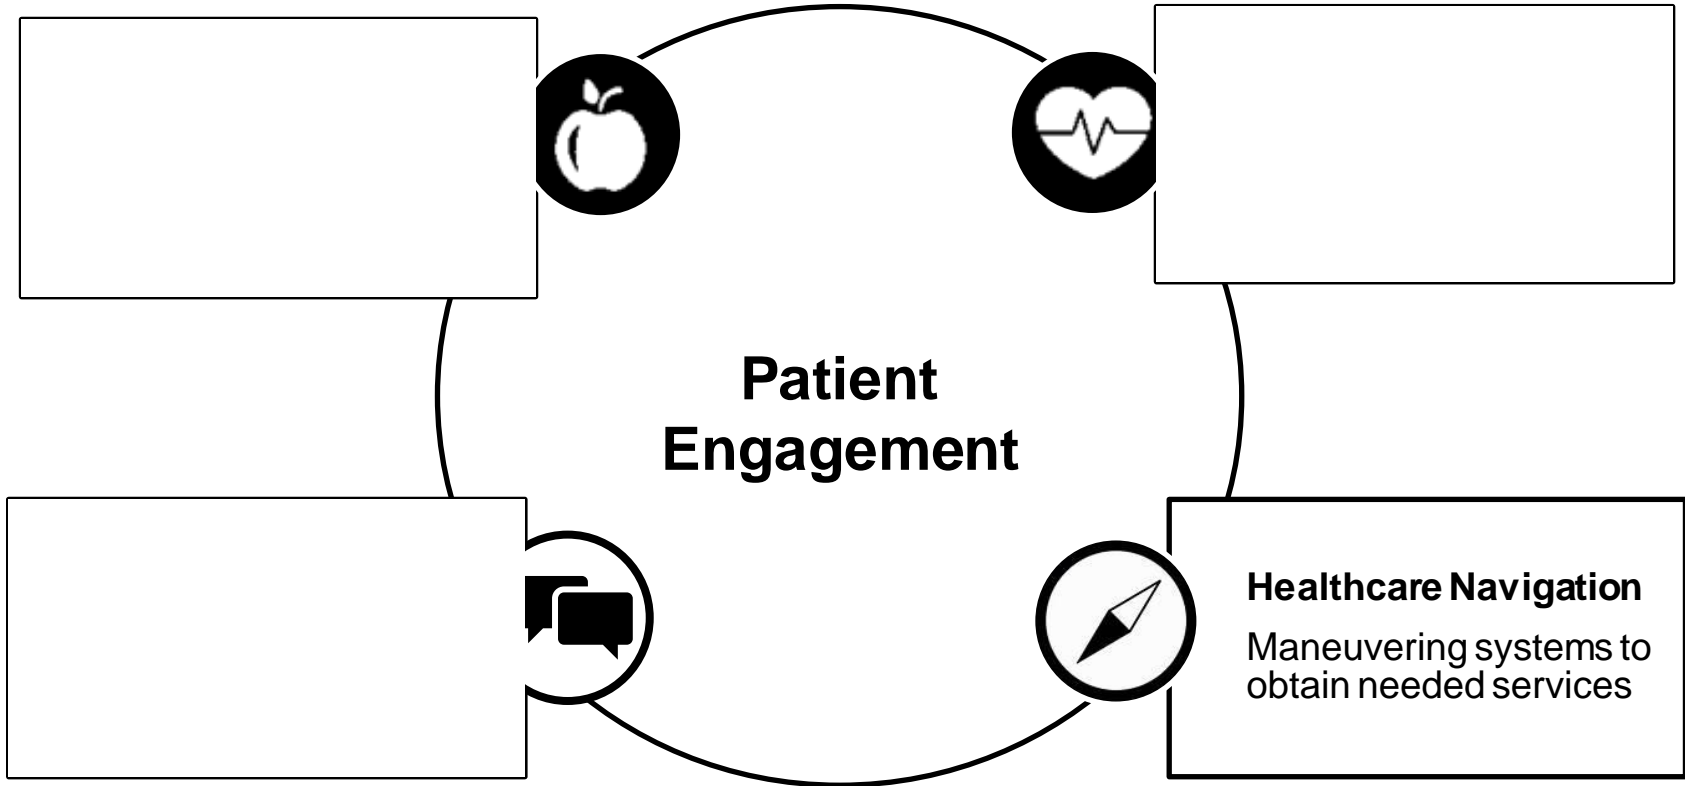 Patient
Engagement
Healthcare Navigation
Maneuvering systems to
obtain needed services